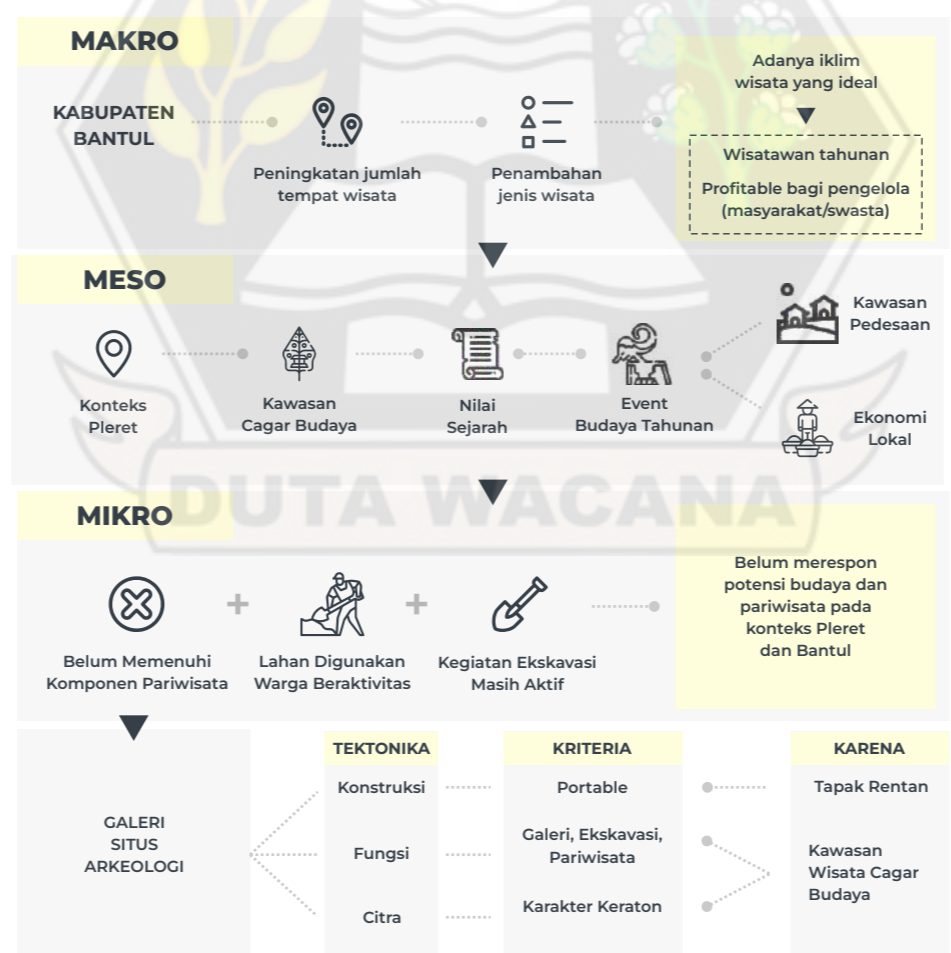 MAKRO
KABUPATEN
BANTUL
Peningkatan jumlah
tempat wisata
Penambahan
jenis wisata
Adanya iklim
wisata yang ideal
Wisatawan tahunan
Profitable bagi pengelola
(masyarakat/swasta)
MESO
Konteks
Pleret
Kawasan
Cagar Budaya
Nilai
Sejarah
Event
Budaya Tahunan
Kawasan
Pedesaan
Ekonomi
Lokal
DUTA WACANA
MIKRO
Belum Memenuhi
Komponen Pariwisata
+
Lahan Digunakan
Warga Beraktivitas
+
Kegiatan Ekskavasi
Masih Aktif
Belum merespon
potensi budaya dan
pariwisata pada
konteks Pleret
dan Bantul
GALERI
SITUS
ARKEOLOGI
TEKTONIKA
Konstruksi
Fungsi
Citra
KRITERIA
Portable
Galeri, Ekskavasi,
Pariwisata
Karakter Keraton
KARENA
Tapak Rentan
Kawasan
Wisata Cagar
Budaya